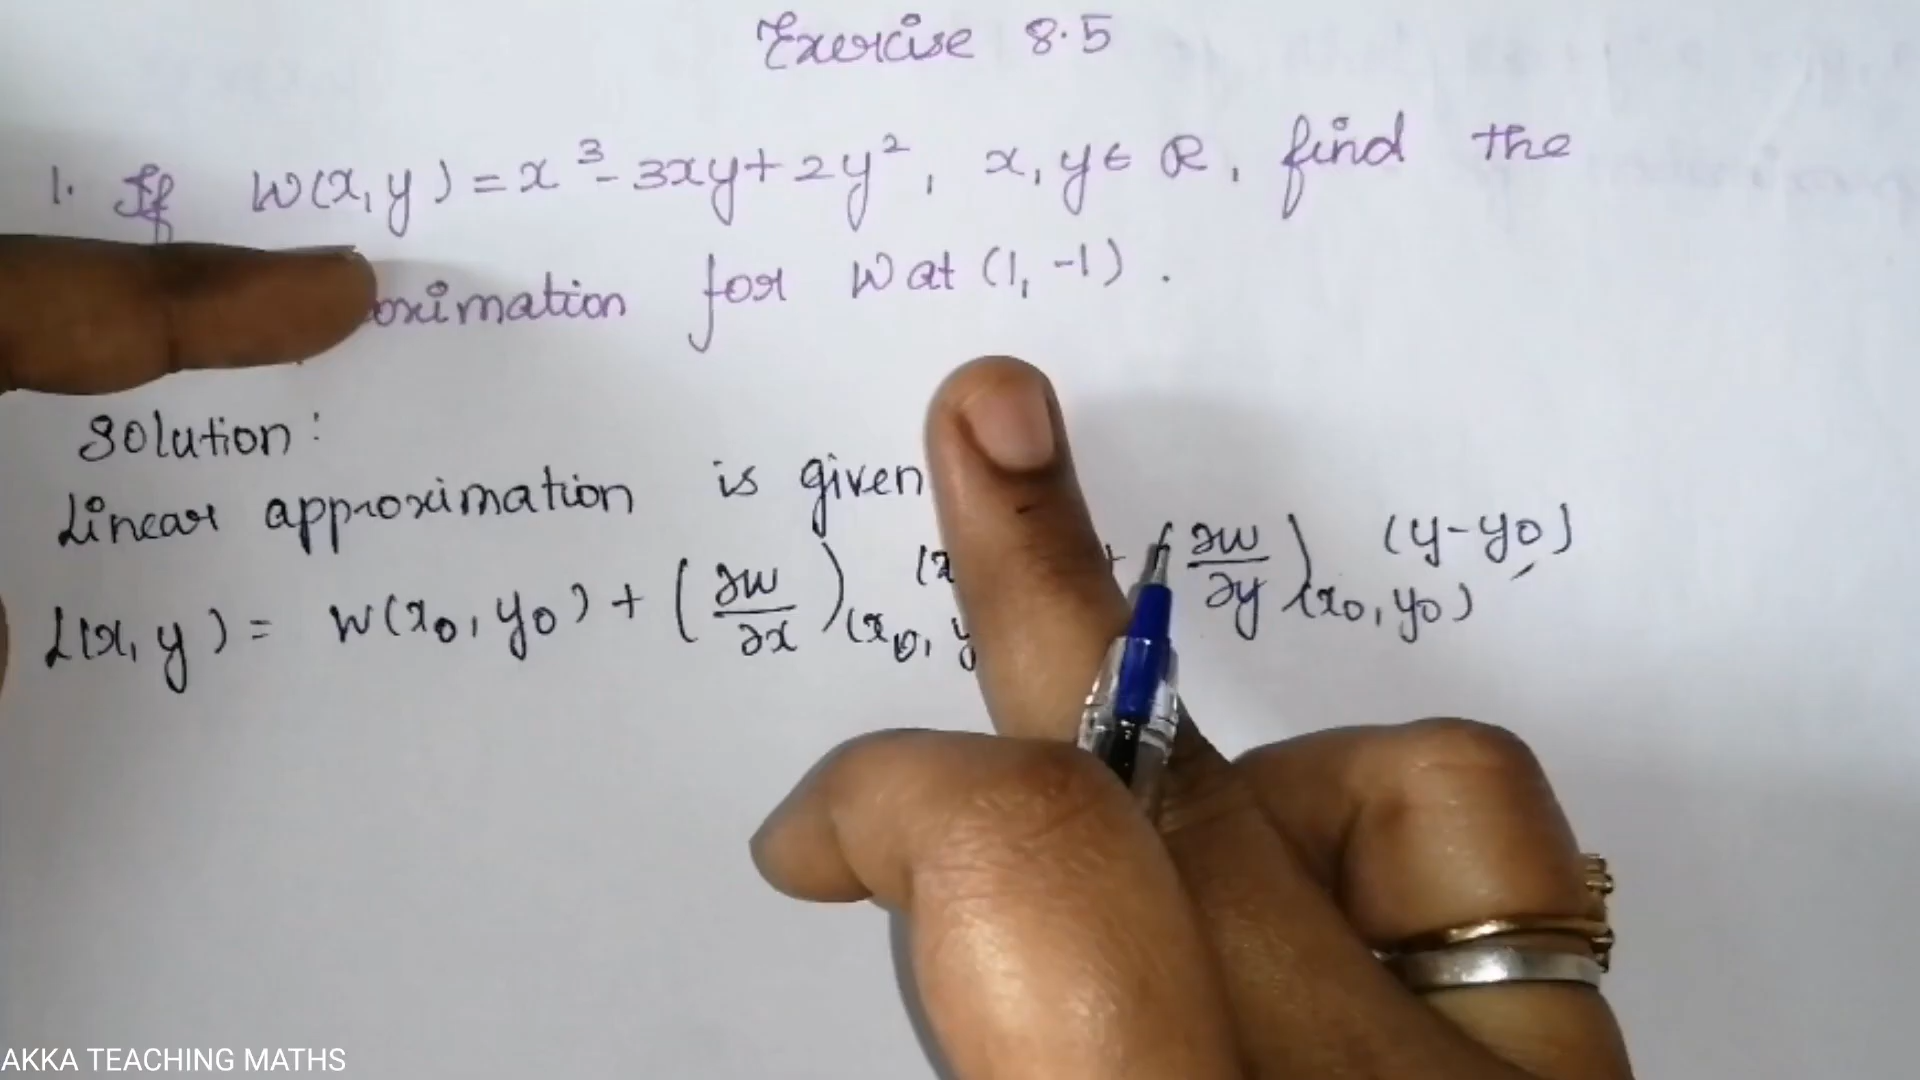 Exercise 8.5
1. If W(x, y) = x³ - 3xy + 2y², x, y ∈ R, find the
for W at (1, -1).
Solution:
Linear approximation is given
L(x, y) = W(x₀, y₀) + (∂w/∂x)(x₀, y + (∂w/∂y)(x₀, y₀) (y-y₀)
AKKA TEACHING MATHS